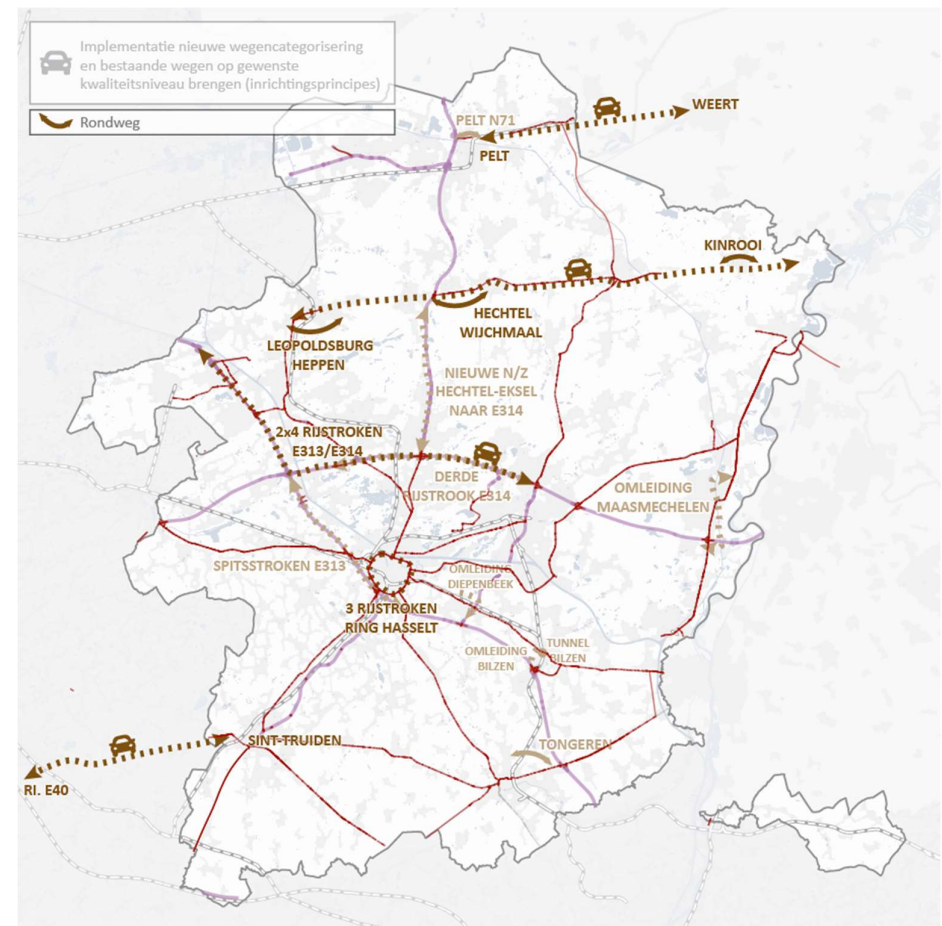 Implementatie nieuwe wegencategorisering
en bestaande wegen op gewenste
kwaliteitsniveau brengen (inrichtingsprincipes)
Rondweg
WEERT
PELT N71
PELT
KINROOI
HECHTEL
WIJCHMAAL
LEOPOLDSBURG
HEPPEN
NIEUWE N/Z
HECHTEL-EKSEL
NAAR E314
2x4 RIJSTROKEN
E313/E314
DERDE
RIJSTROOK E314
OMLEIDING
MAASMECHELEN
SPITSSTROKEN E313
OMLEIDING
DIEPENBEEK
3 RIJSTROKEN
RING HASSELT
OMLEIDING
BILZEN
TUNNEL
BILZEN
SINT-TRUIDEN
TONGEREN
RI. E40